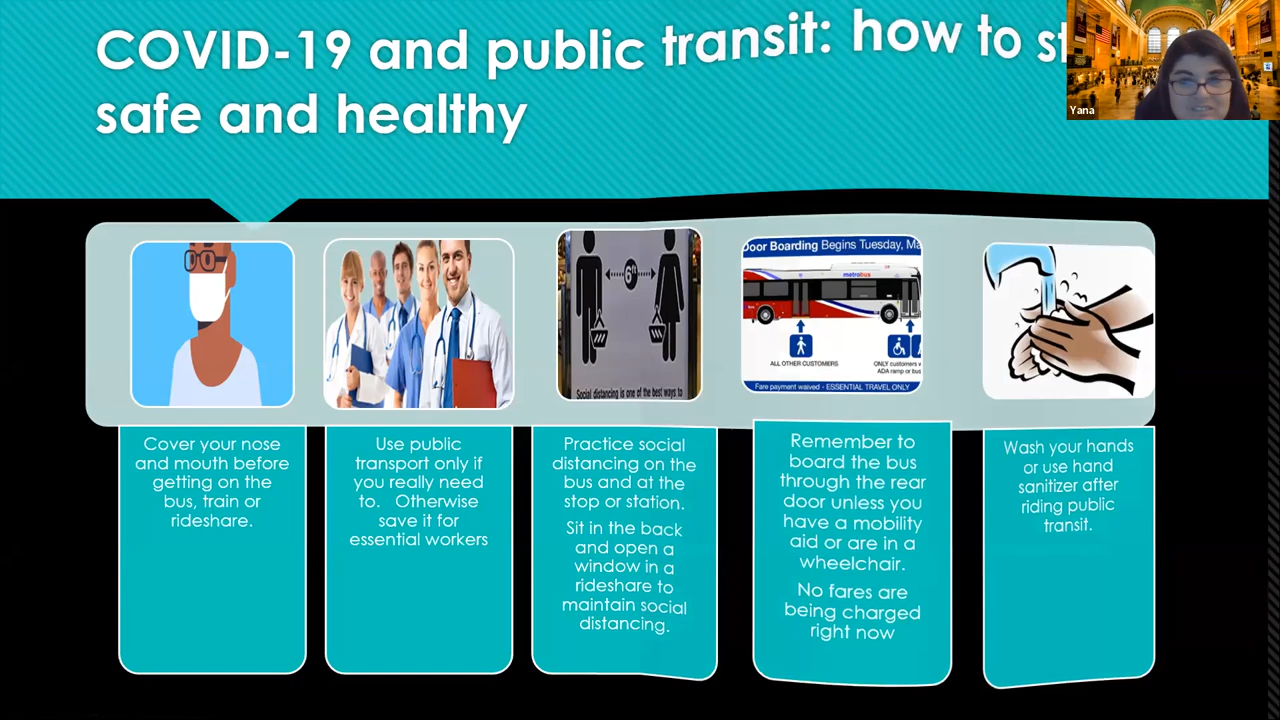 COVID-19 and public transit: how to st
safe and healthy
Yana
6ft
Social distancing is one of the best ways to
Door Boarding Begins Tuesday, Ma
metrobus
ALL OTHER CUSTOMERS
ONLY customers w
ADA ramp or bus
Fare payment waived - ESSENTIAL TRAVEL ONLY
Cover your nose
and mouth before
getting on the
bus, train or
rideshare.
Use public
transport only if
you really need
to. Otherwise
save it for
essential workers
Practice social
distancing on the
bus and at the
stop or station.
Sit in the back
and open a
window in a
rideshare to
maintain social
distancing.
Remember to
board the bus
through the rear
door unless you
have a mobility
aid or are in a
wheelchair.
No fares are
being charged
right now
Wash your hands
or use hand
sanitizer after
riding public
transit.